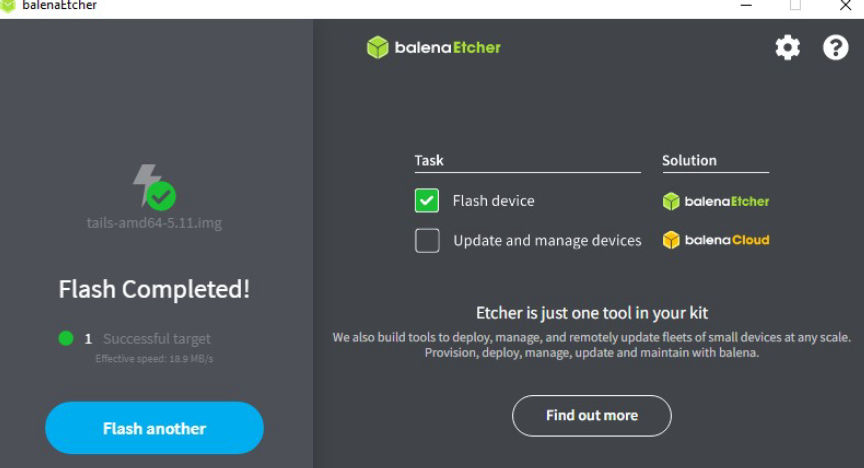 balenaEtcher
balenaEtcher
Task Solution
Flash device balenaEtcher
Update and manage devices balenaCloud
tails-amd64-5.11.img
Flash Completed!
1 Successful target
Effective speed: 18.9 MB/s
Flash another
Etcher is just one tool in your kit
We also build tools to deploy, manage, and remotely update fleets of small devices at any scale.
Provision, deploy, manage, update and maintain with balena.
Find out more